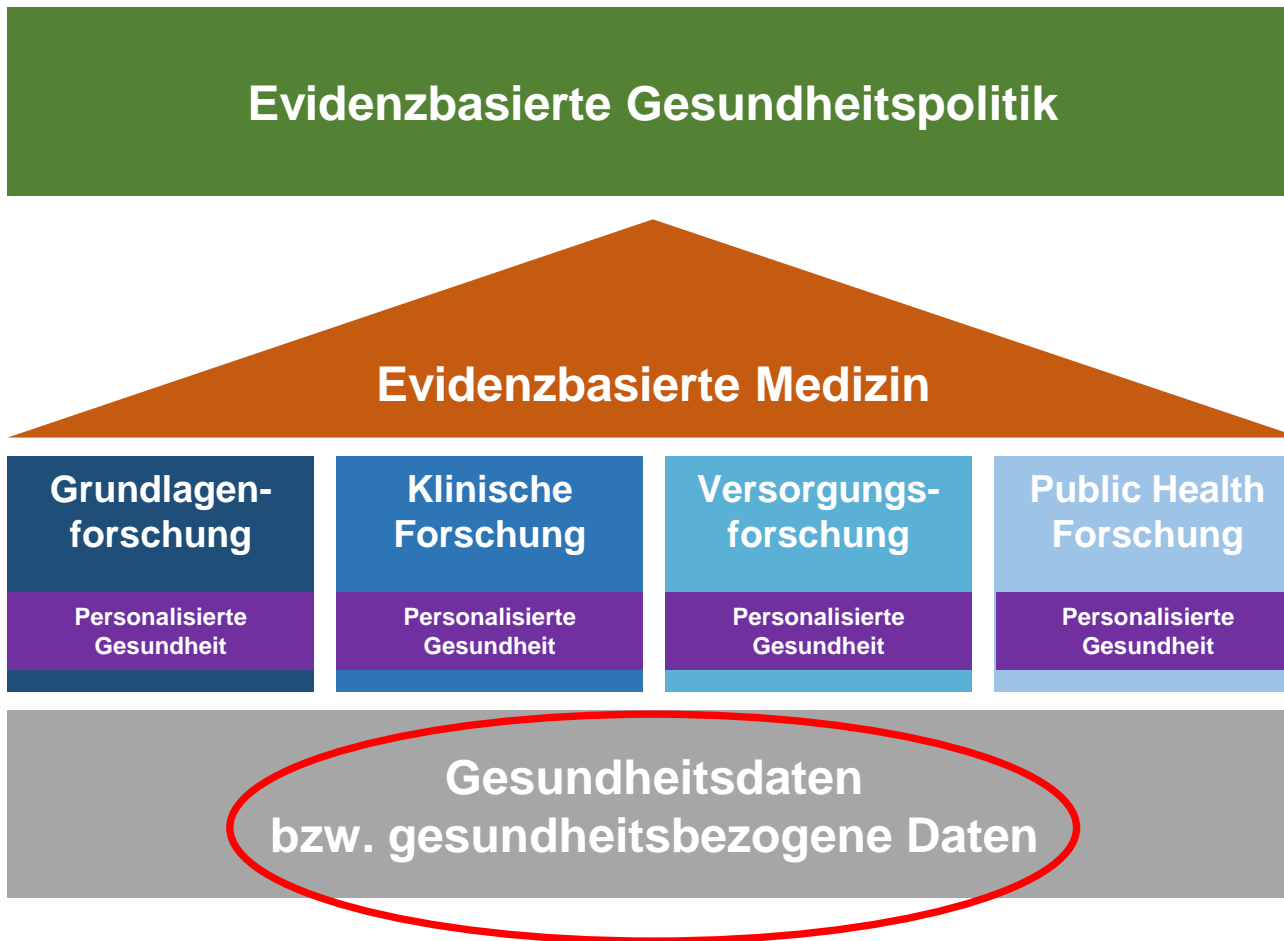 Evidenzbasierte Gesundheitspolitik
Evidenzbasierte Medizin
Grundlagen-
forschung
Personalisierte
Gesundheit
Klinische
Forschung
Personalisierte
Gesundheit
Versorgungs-
forschung
Personalisierte
Gesundheit
Public Health
Forschung
Personalisierte
Gesundheit
Gesundheitsdaten
bzw. gesundheitsbezogene Daten